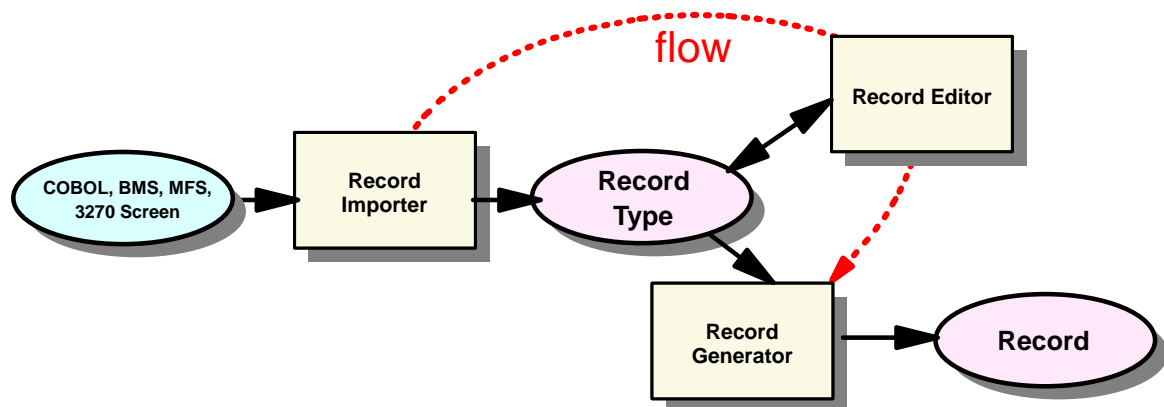 flow
Record Editor
COBOL, BMS, MFS,
3270 Screen
Record
Importer
Record
Type
Record
Generator
Record